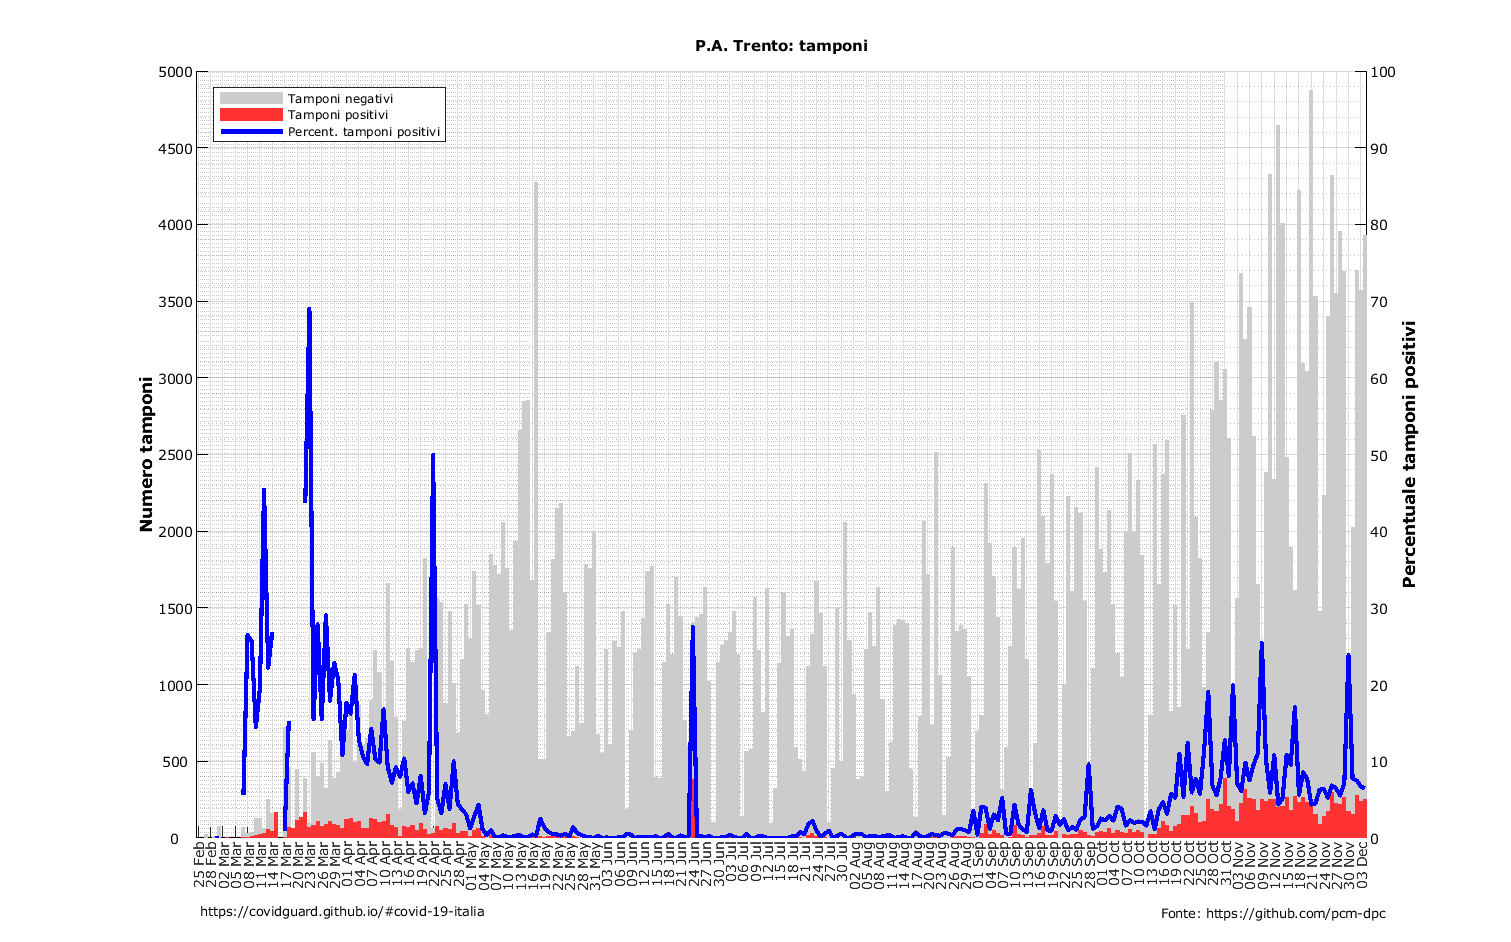 P.A. Trento: tamponi
Tamponi negativi
Tamponi positivi
Percent. tamponi positivi
Numero tamponi
5000
4500
4000
3500
3000
2500
2000
1500
1000
500
0
100
90
80
70
60
50
40
30
20
10
0
Percentuale tamponi positivi
25 Feb
28 Feb
02 Mar
05 Mar
08 Mar
11 Mar
14 Mar
17 Mar
20 Mar
23 Mar
26 Mar
29 Mar
01 Apr
04 Apr
07 Apr
10 Apr
13 Apr
16 Apr
19 Apr
22 Apr
25 Apr
28 Apr
01 May
04 May
07 May
10 May
13 May
16 May
19 May
22 May
25 May
28 May
31 May
03 Jun
06 Jun
09 Jun
12 Jun
15 Jun
18 Jun
21 Jun
24 Jun
27 Jun
30 Jun
03 Jul
06 Jul
09 Jul
12 Jul
15 Jul
18 Jul
21 Jul
24 Jul
27 Jul
30 Jul
02 Aug
05 Aug
08 Aug
11 Aug
14 Aug
17 Aug
20 Aug
23 Aug
26 Aug
29 Aug
01 Sep
04 Sep
07 Sep
10 Sep
13 Sep
16 Sep
19 Sep
22 Sep
25 Sep
28 Sep
01 Oct
04 Oct
07 Oct
10 Oct
13 Oct
16 Oct
19 Oct
22 Oct
25 Oct
28 Oct
31 Oct
03 Nov
06 Nov
09 Nov
12 Nov
15 Nov
18 Nov
21 Nov
24 Nov
27 Nov
30 Nov
03 Dec
https://covidguard.github.io/#covid-19-italia
Fonte: https://github.com/pcm-dpc